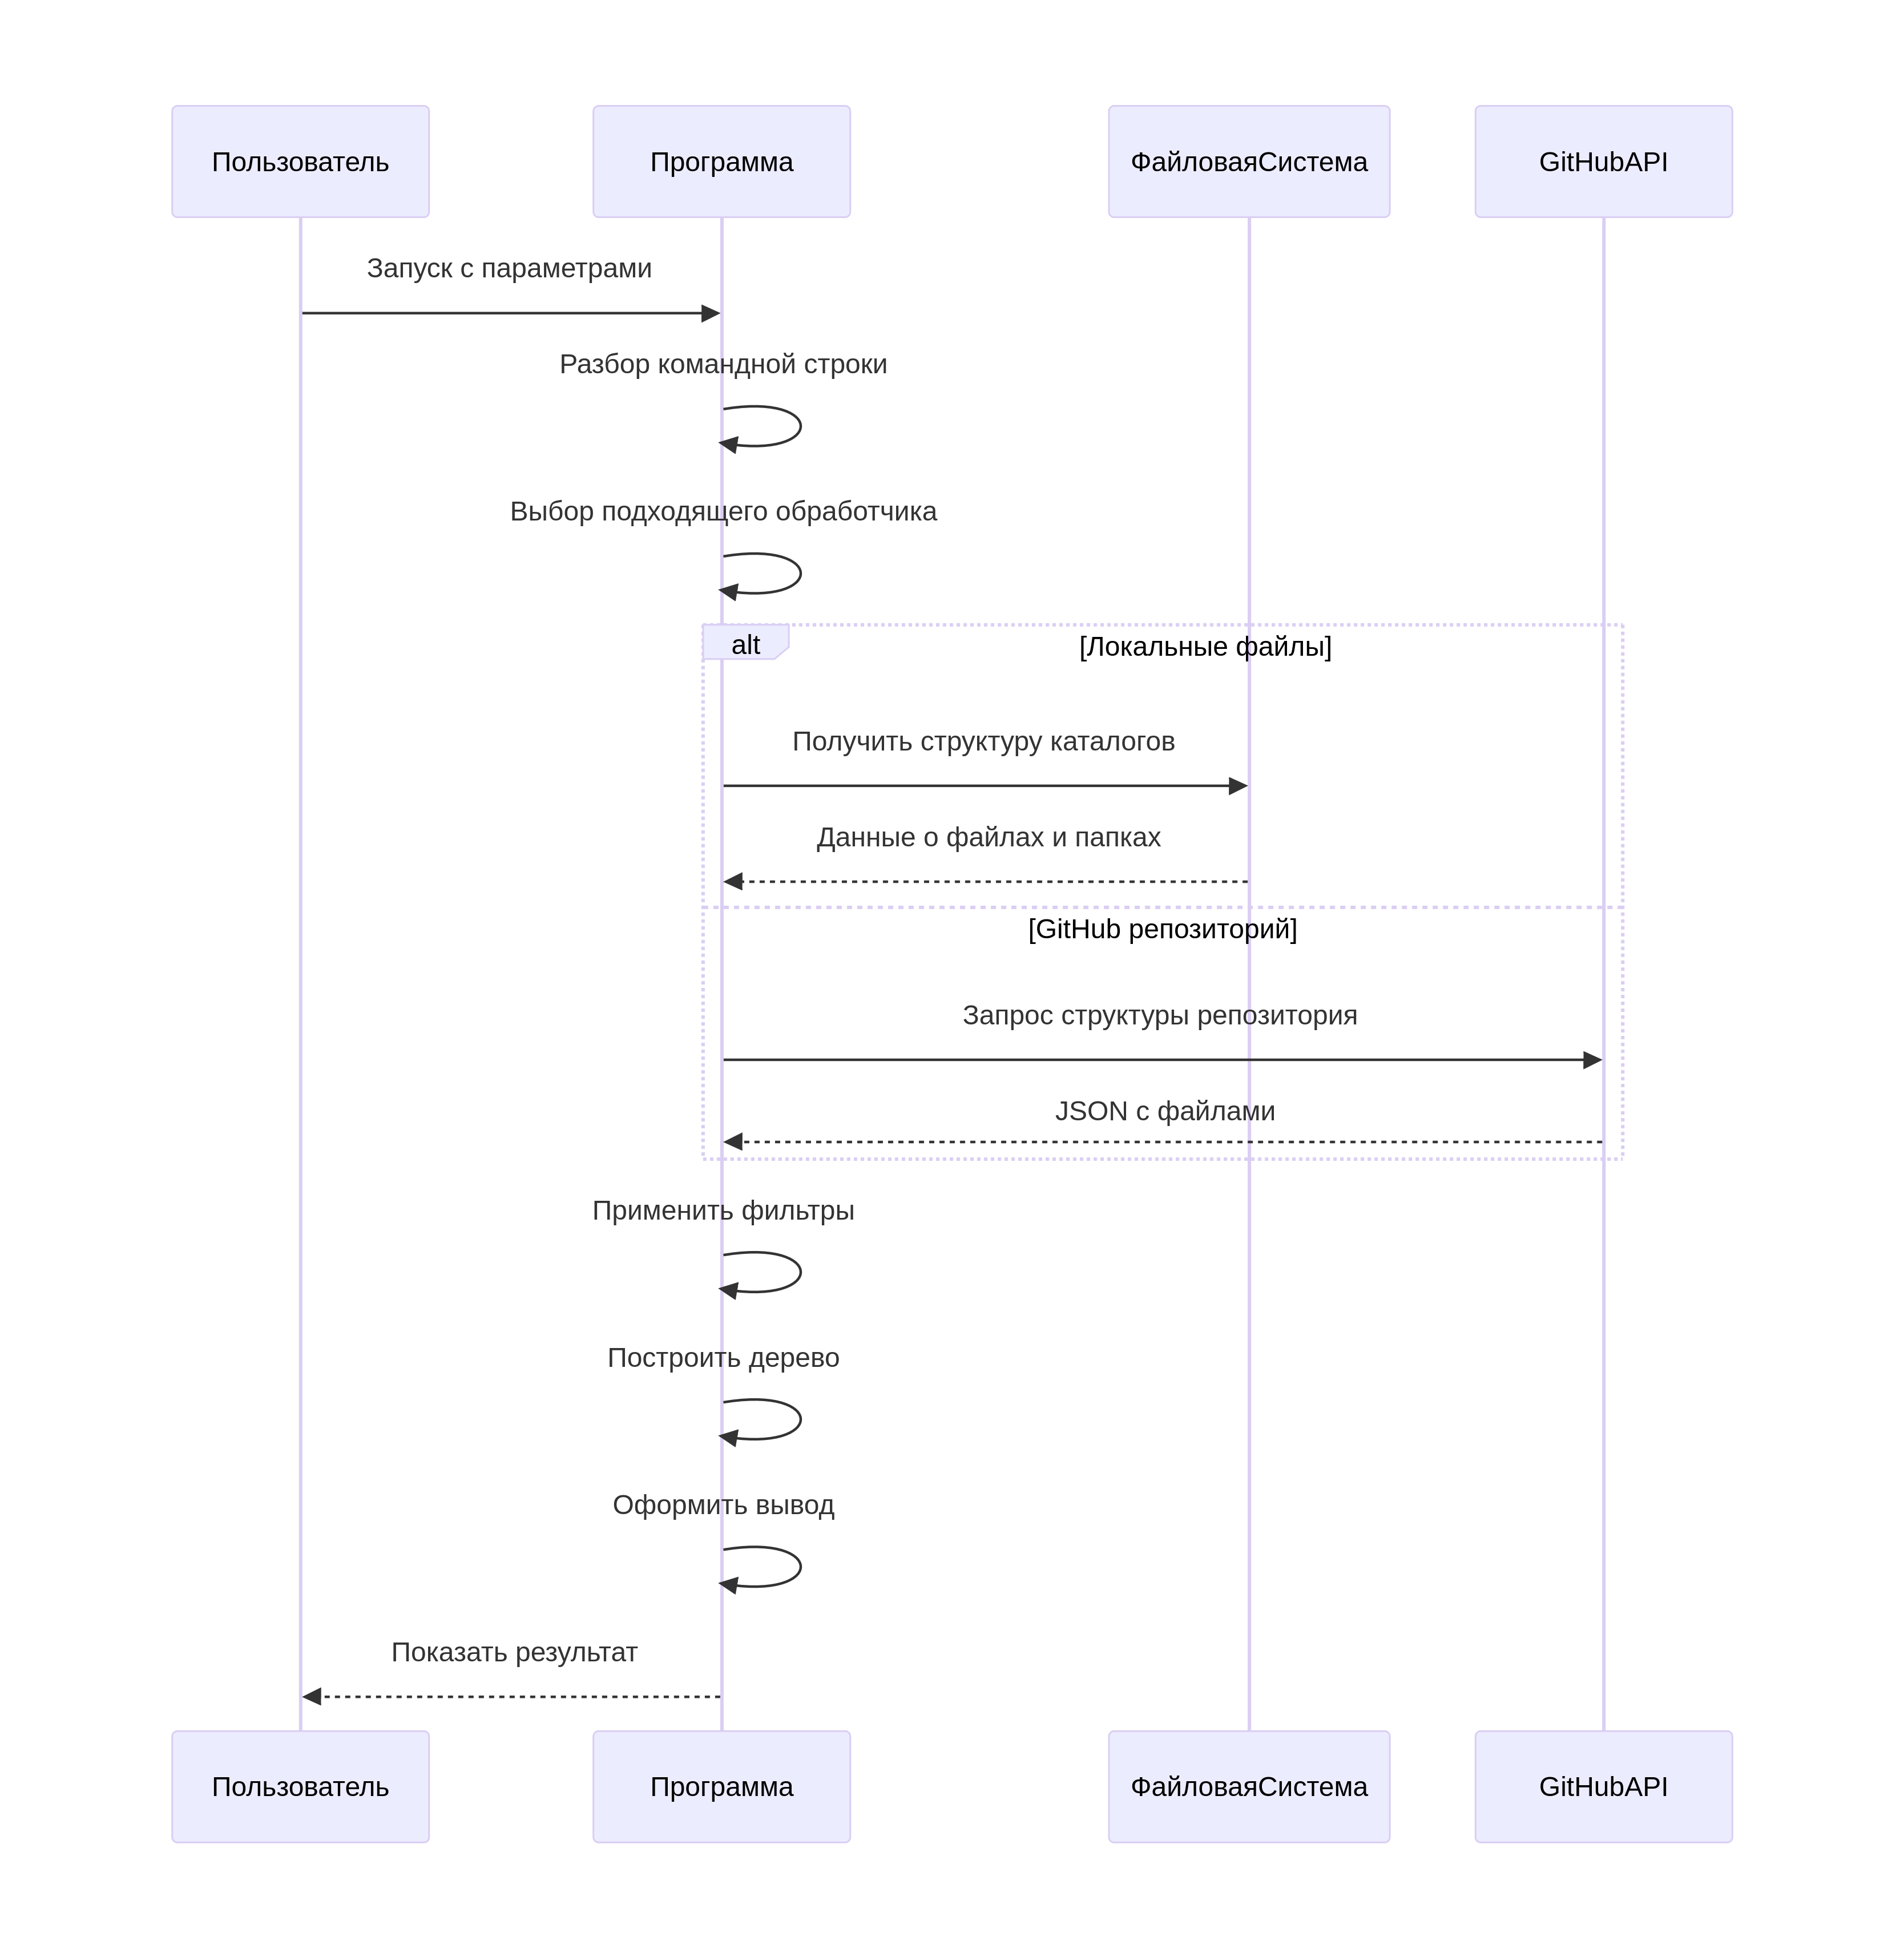 Пользователь
Программа
ФайловаяСистема
GitHubAPI
Запуск с параметрами
Разбор командной строки
Выбор подходящего обработчика
alt
[Локальные файлы]
Получить структуру каталогов
Данные о файлах и папках
[GitHub репозиторий]
Запрос структуры репозитория
JSON с файлами
Применить фильтры
Построить дерево
Оформить вывод
Показать результат
Пользователь
Программа
ФайловаяСистема
GitHubAPI